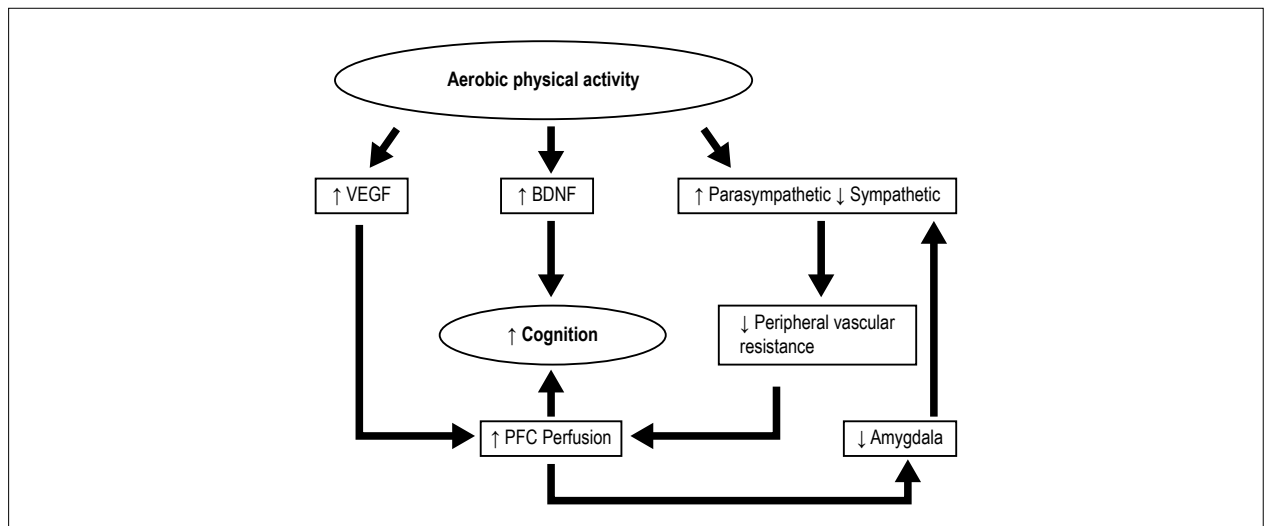 Aerobic physical activity
↑ VEGF
↑ BDNF
↑ Parasympathetic ↓ Sympathetic
↑ Cognition
↓ Peripheral vascular
resistance
↑ PFC Perfusion
↓ Amygdala